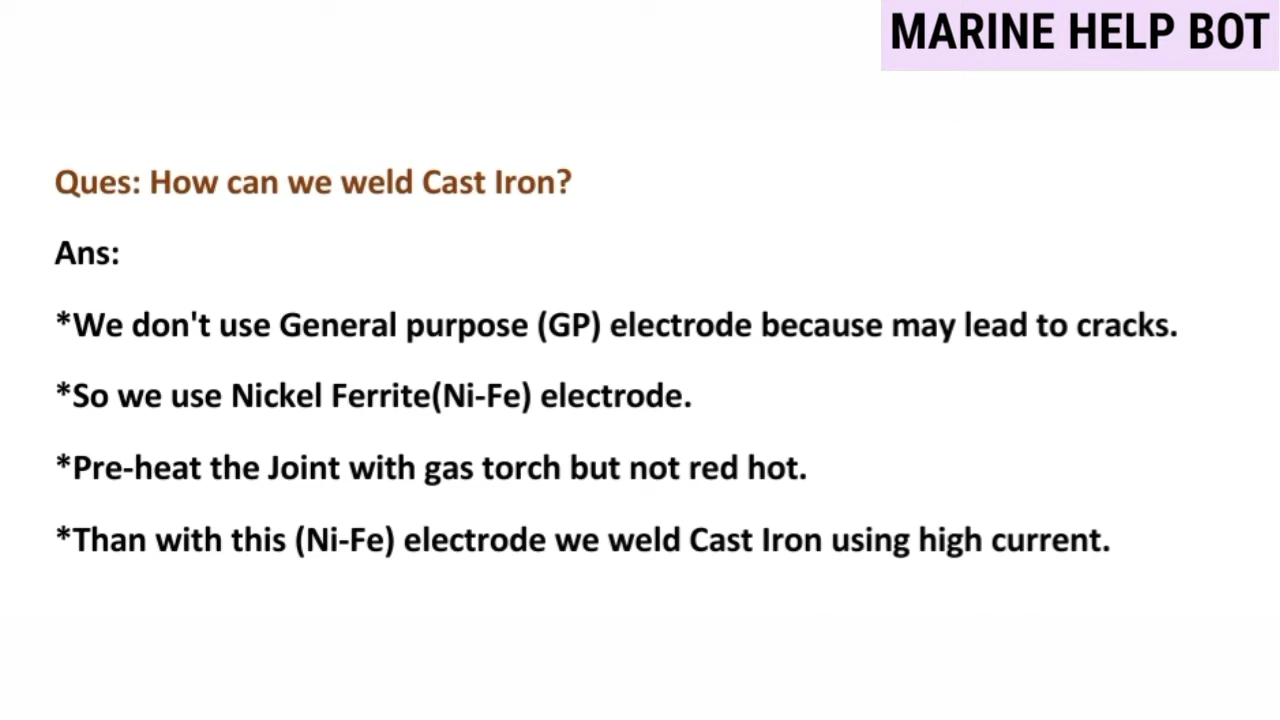 MARINE HELP BOT
Ques: How can we weld Cast Iron?
Ans:
*We don't use General purpose (GP) electrode because may lead to cracks.
*So we use Nickel Ferrite(Ni-Fe) electrode.
*Pre-heat the Joint with gas torch but not red hot.
*Than with this (Ni-Fe) electrode we weld Cast Iron using high current.